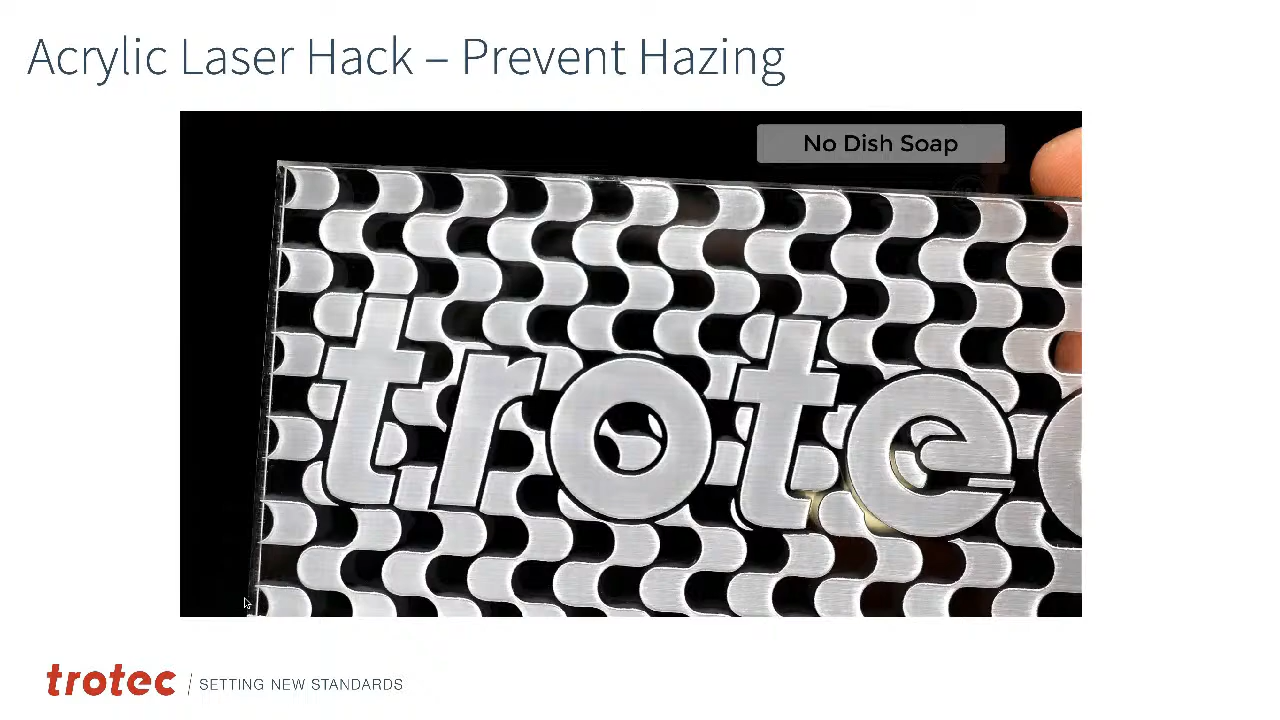 Acrylic Laser Hack – Prevent Hazing
No Dish Soap
trotec
trotec / SETTING NEW STANDARDS